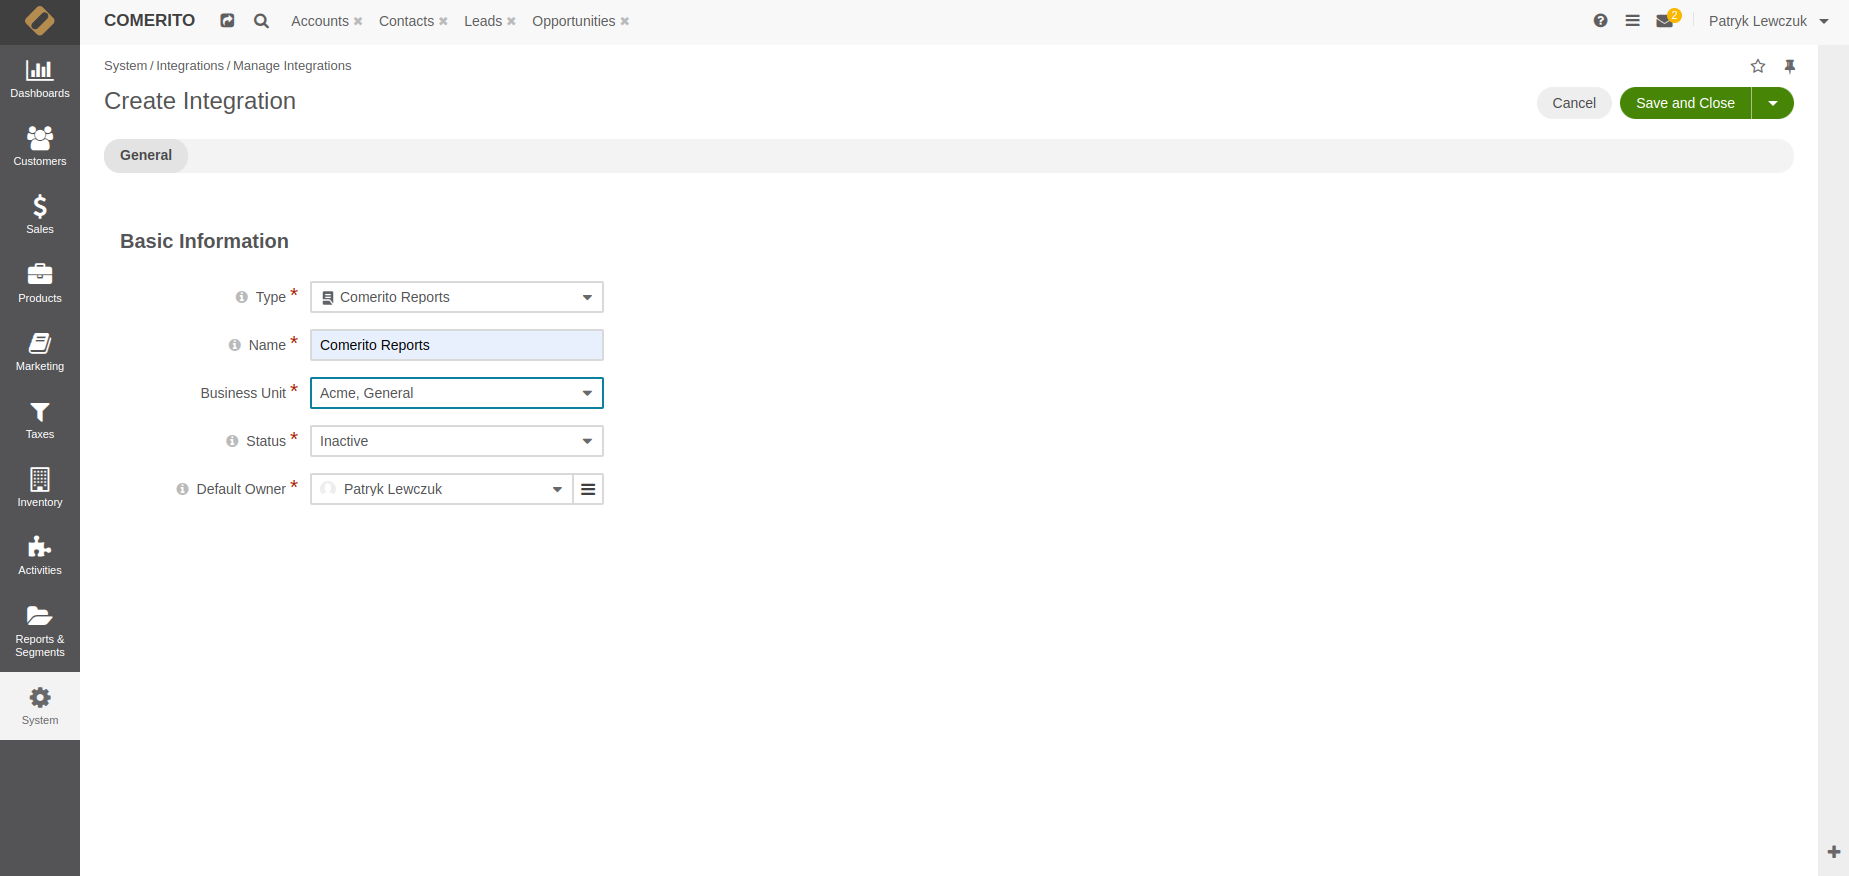 COMERITO Accounts Contacts Leads Opportunities 2 Patryk Lewczuk
System / Integrations / Manage Integrations
Create Integration
Cancel Save and Close
General
Basic Information
Type * Comerito Reports
Name * Comerito Reports
Business Unit * Acme, General
Status * Inactive
Default Owner * Patryk Lewczuk
Dashboards
Customers
Sales
Products
Marketing
Taxes
Inventory
Activities
Reports &
Segments
System